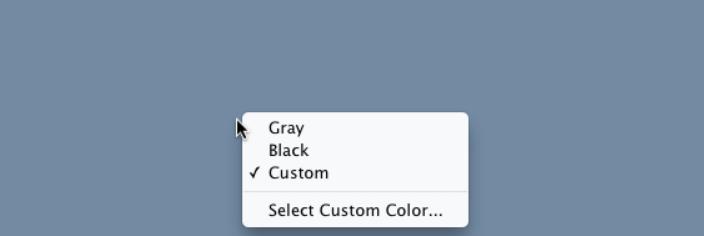 Gray
Black
✓ Custom
Select Custom Color...